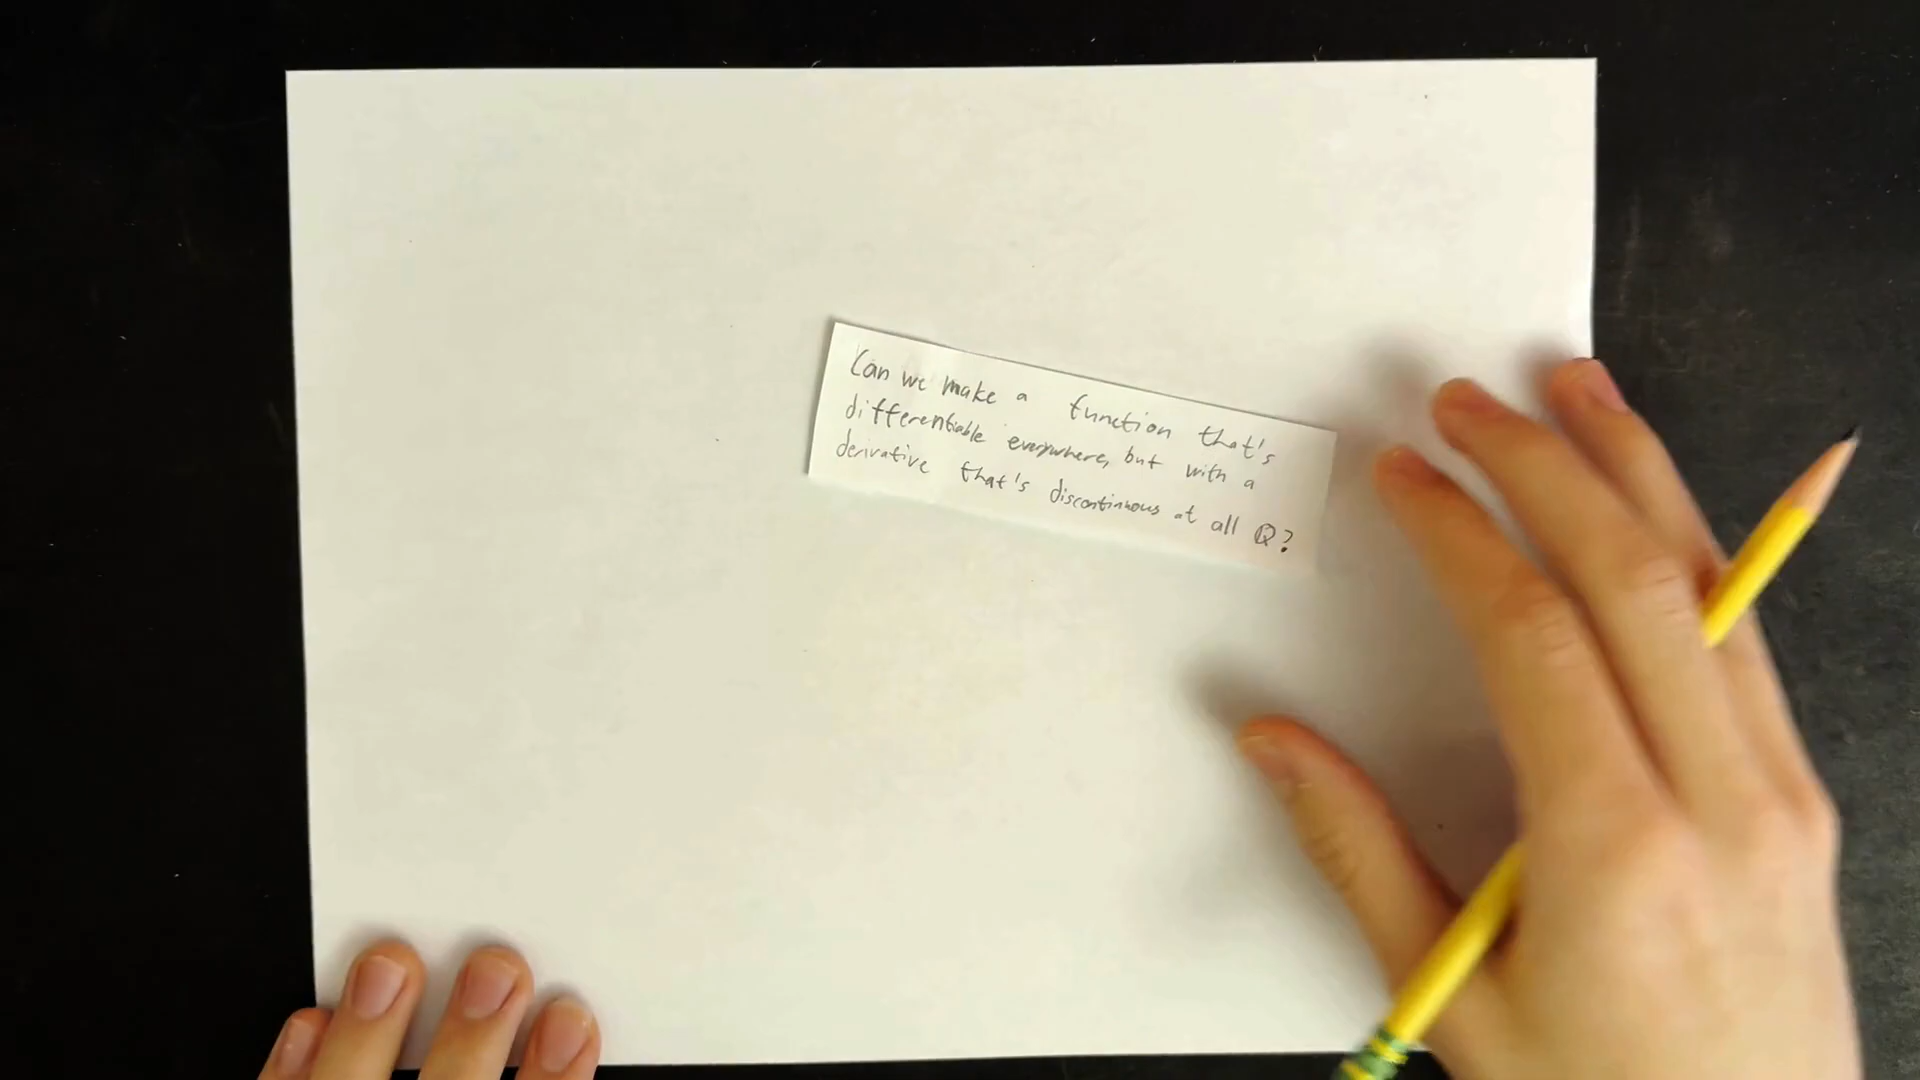 Can we make a function that's
differentiable everywhere, but with a
derivative that's discontinuous at all ℚ?